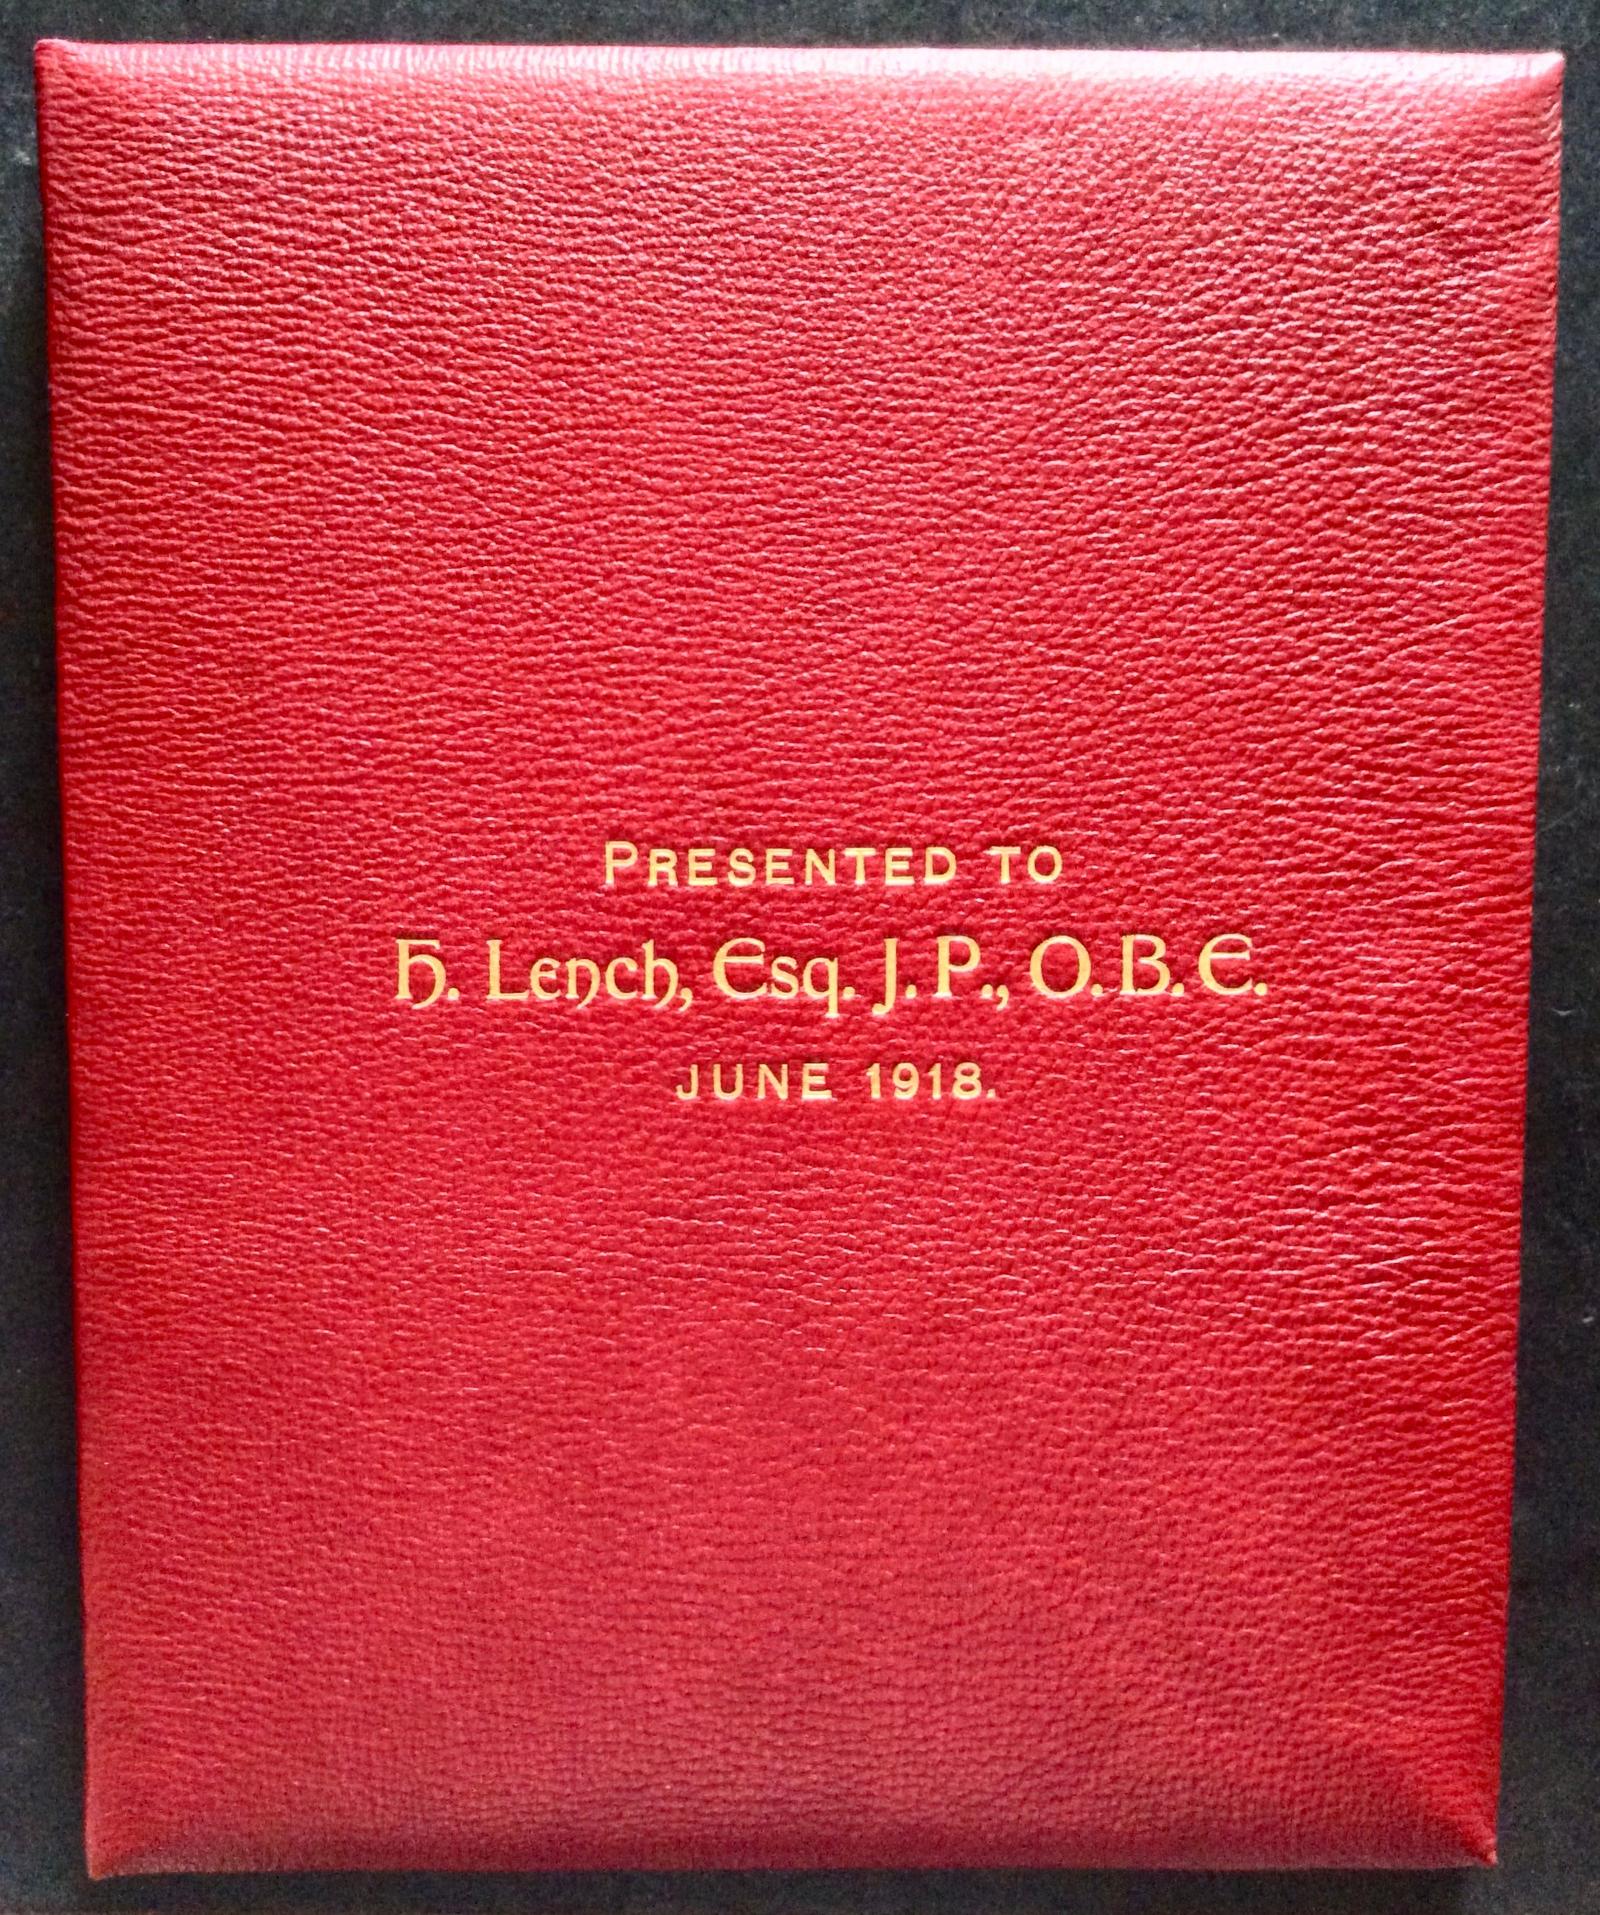 PRESENTED TO
H. Lench, Esq. J.P., O.B.E.
JUNE 1918.